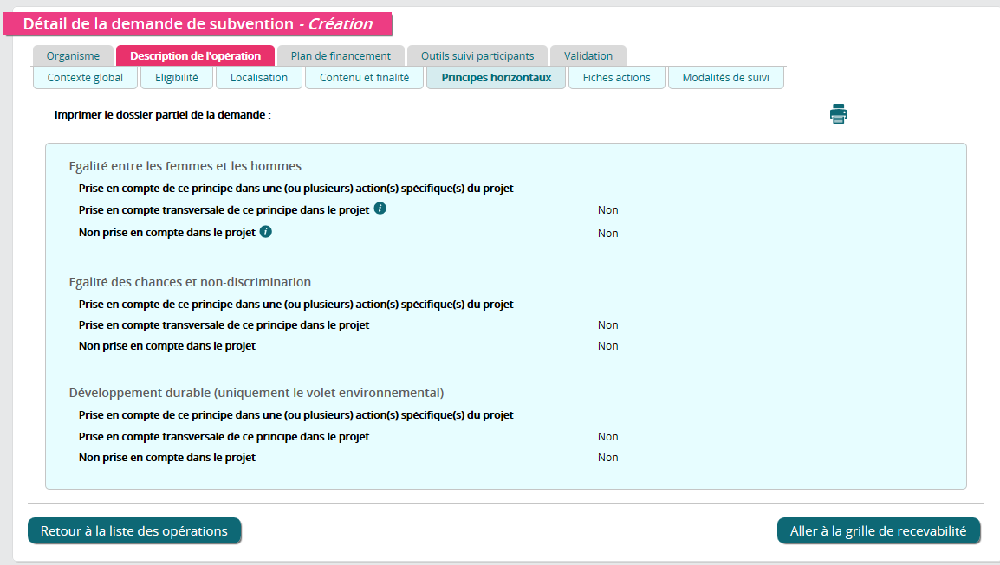 Détail de la demande de subvention - Création
Organisme Description de l'opération Plan de financement Outils suivi participants Validation
Contexte global Eligibilité Localisation Contenu et finalité Principes horizontaux Fiches actions Modalités de suivi
Imprimer le dossier partiel de la demande :
Egalité entre les femmes et les hommes
Prise en compte de ce principe dans une (ou plusieurs) action(s) spécifique(s) du projet
Prise en compte transversale de ce principe dans le projet i Non
Non prise en compte dans le projet i Non
Egalité des chances et non-discrimination
Prise en compte de ce principe dans une (ou plusieurs) action(s) spécifique(s) du projet
Prise en compte transversale de ce principe dans le projet Non
Non prise en compte dans le projet Non
Développement durable (uniquement le volet environnemental)
Prise en compte de ce principe dans une (ou plusieurs) action(s) spécifique(s) du projet
Prise en compte transversale de ce principe dans le projet Non
Non prise en compte dans le projet Non
Retour à la liste des opérations Aller à la grille de recevabilité